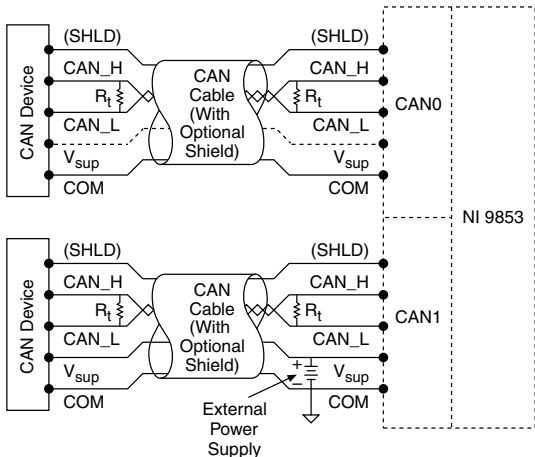 (SHLD)
(SHLD)
CAN_H
CAN_H
CAN Device
Rt
CAN
Cable
(With
Optional
Shield)
Rt
CAN0
CAN_L
CAN_L
Vsup
Vsup
COM
COM
NI 9853
(SHLD)
(SHLD)
CAN_H
CAN_H
CAN Device
Rt
CAN
Cable
(With
Optional
Shield)
Rt
CAN1
CAN_L
CAN_L
Vsup
+
–
Vsup
COM
COM
External
Power
Supply